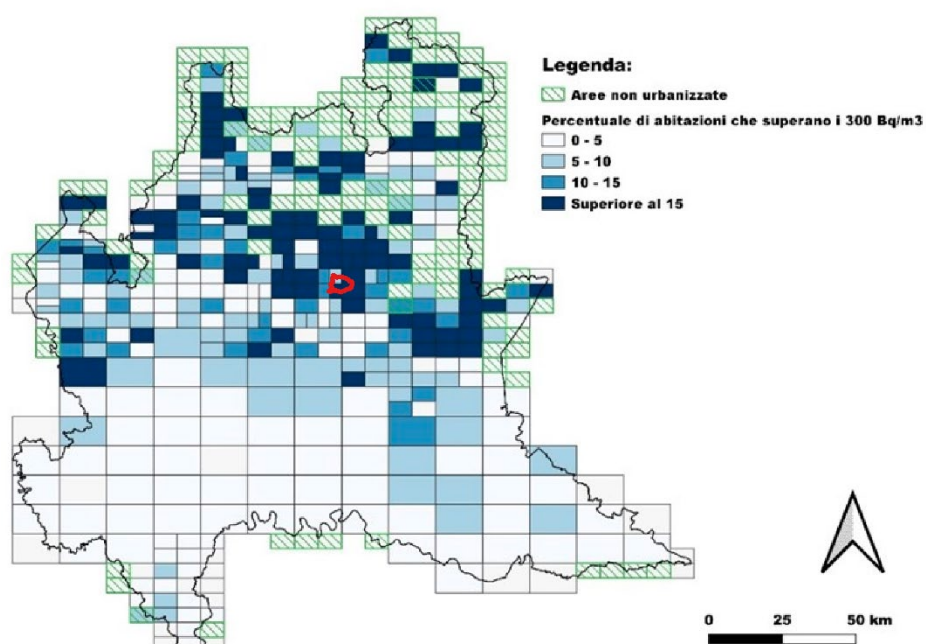 Legenda:
Aree non urbanizzate
Percentuale di abitazioni che superano i 300 Bq/m3
0 - 5
5 - 10
10 - 15
Superiore al 15
0 25 50 km